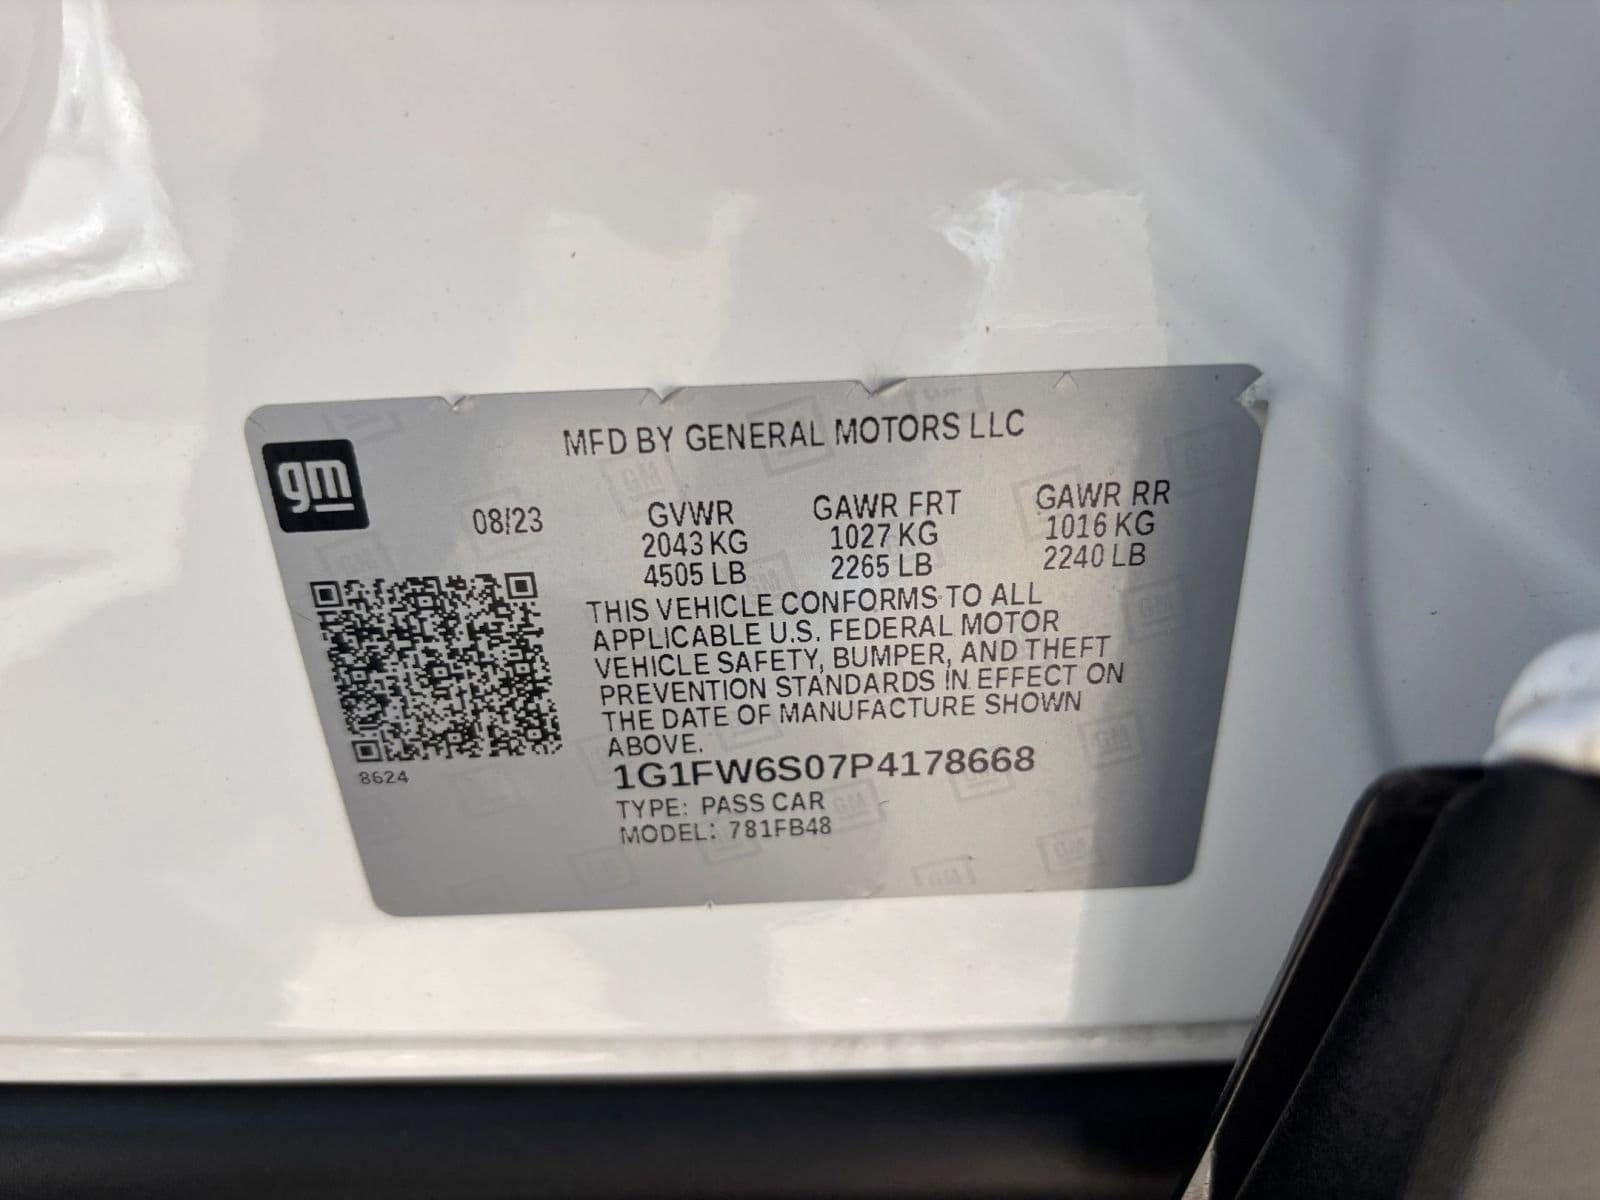 MFD BY GENERAL MOTORS LLC
gm
08/23
GVWR
2043 KG
4505 LB
GAWR FRT
1027 KG
2265 LB
GAWR RR
1016 KG
2240 LB
THIS VEHICLE CONFORMS TO ALL
APPLICABLE U.S. FEDERAL MOTOR
VEHICLE SAFETY, BUMPER, AND THEFT
PREVENTION STANDARDS IN EFFECT ON
THE DATE OF MANUFACTURE SHOWN
ABOVE.
8624
1G1FW6S07P4178668
TYPE: PASS CAR
MODEL: 781FB48